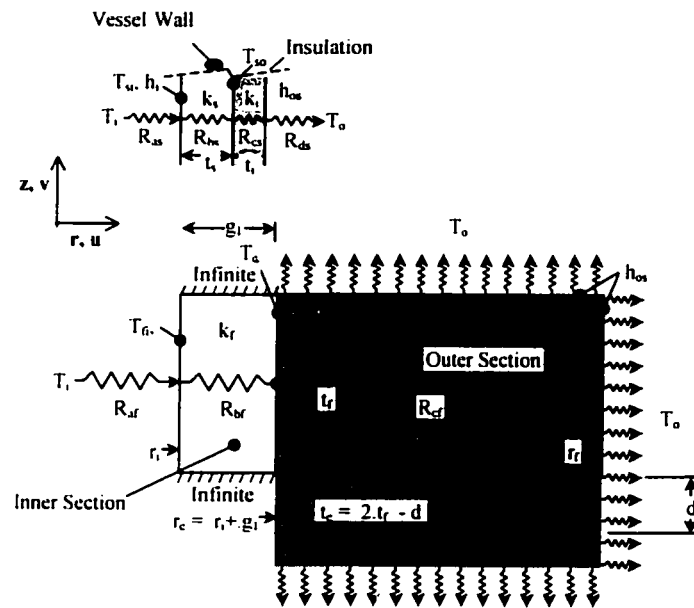 Vessel Wall
Insulation
T_so
T_si, h_i
k_s
k_i
h_os
T_i
T_o
R_as
R_bs
R_cs
R_ds
t_s
t_i
z, v
r, u
g_1
T_o
Infinite
T_c
h_os
T_fi,
k_f
Outer Section
T_i
R_af
R_bf
t_f
R_cf
T_o
r_i
r_f
Inner Section
Infinite
r_c = r_i + g_1
t_c = 2.t_f - d
d